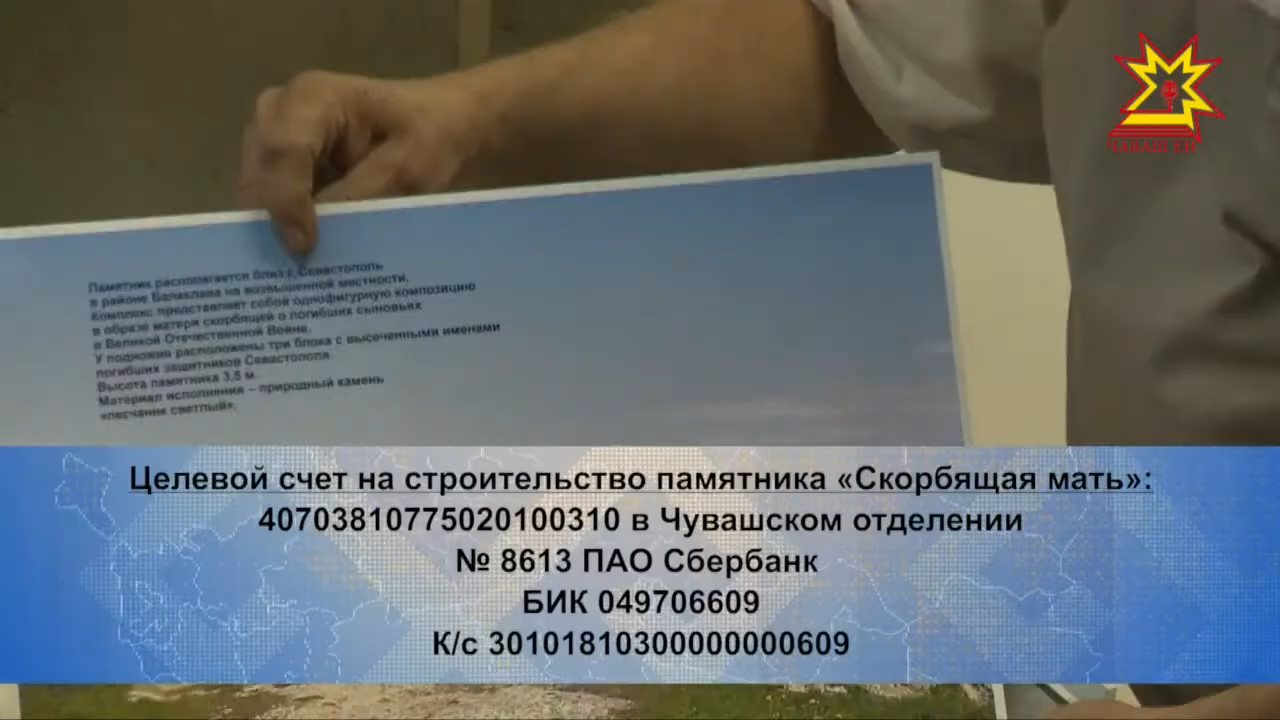 ЧĂВАШ ЕН
Памятник располагается близ г. Севастополь
в районе Балаклава на возвышенной местности.
Комплекс представляет собой однофигурную композицию
в образе матери скорбящей о погибших сыновьях
в Великой Отечественной Войне.
У подножия расположены три блока с высеченными именами
погибших защитников Севастополя.
Высота памятника 3,5 м.
Материал исполнения – природный камень
«песчаник светлый».
Целевой счет на строительство памятника «Скорбящая мать»:
40703810775020100310 в Чувашском отделении
№ 8613 ПАО Сбербанк
БИК 049706609
К/с 30101810300000000609